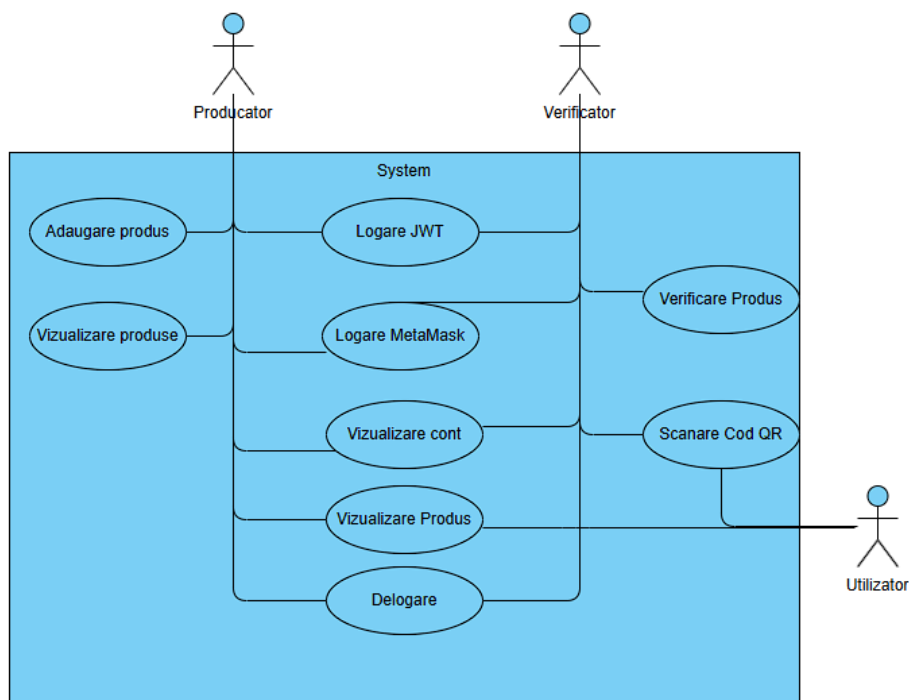 Producator
Verificator
System
Adaugare produs
Logare JWT
Verificare Produs
Vizualizare produse
Logare MetaMask
Vizualizare cont
Scanare Cod QR
Vizualizare Produs
Utilizator
Delogare